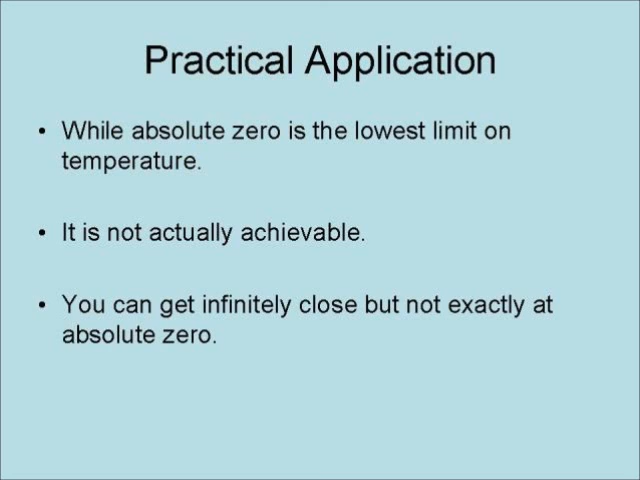 Practical Application
• While absolute zero is the lowest limit on
temperature.
• It is not actually achievable.
• You can get infinitely close but not exactly at
absolute zero.